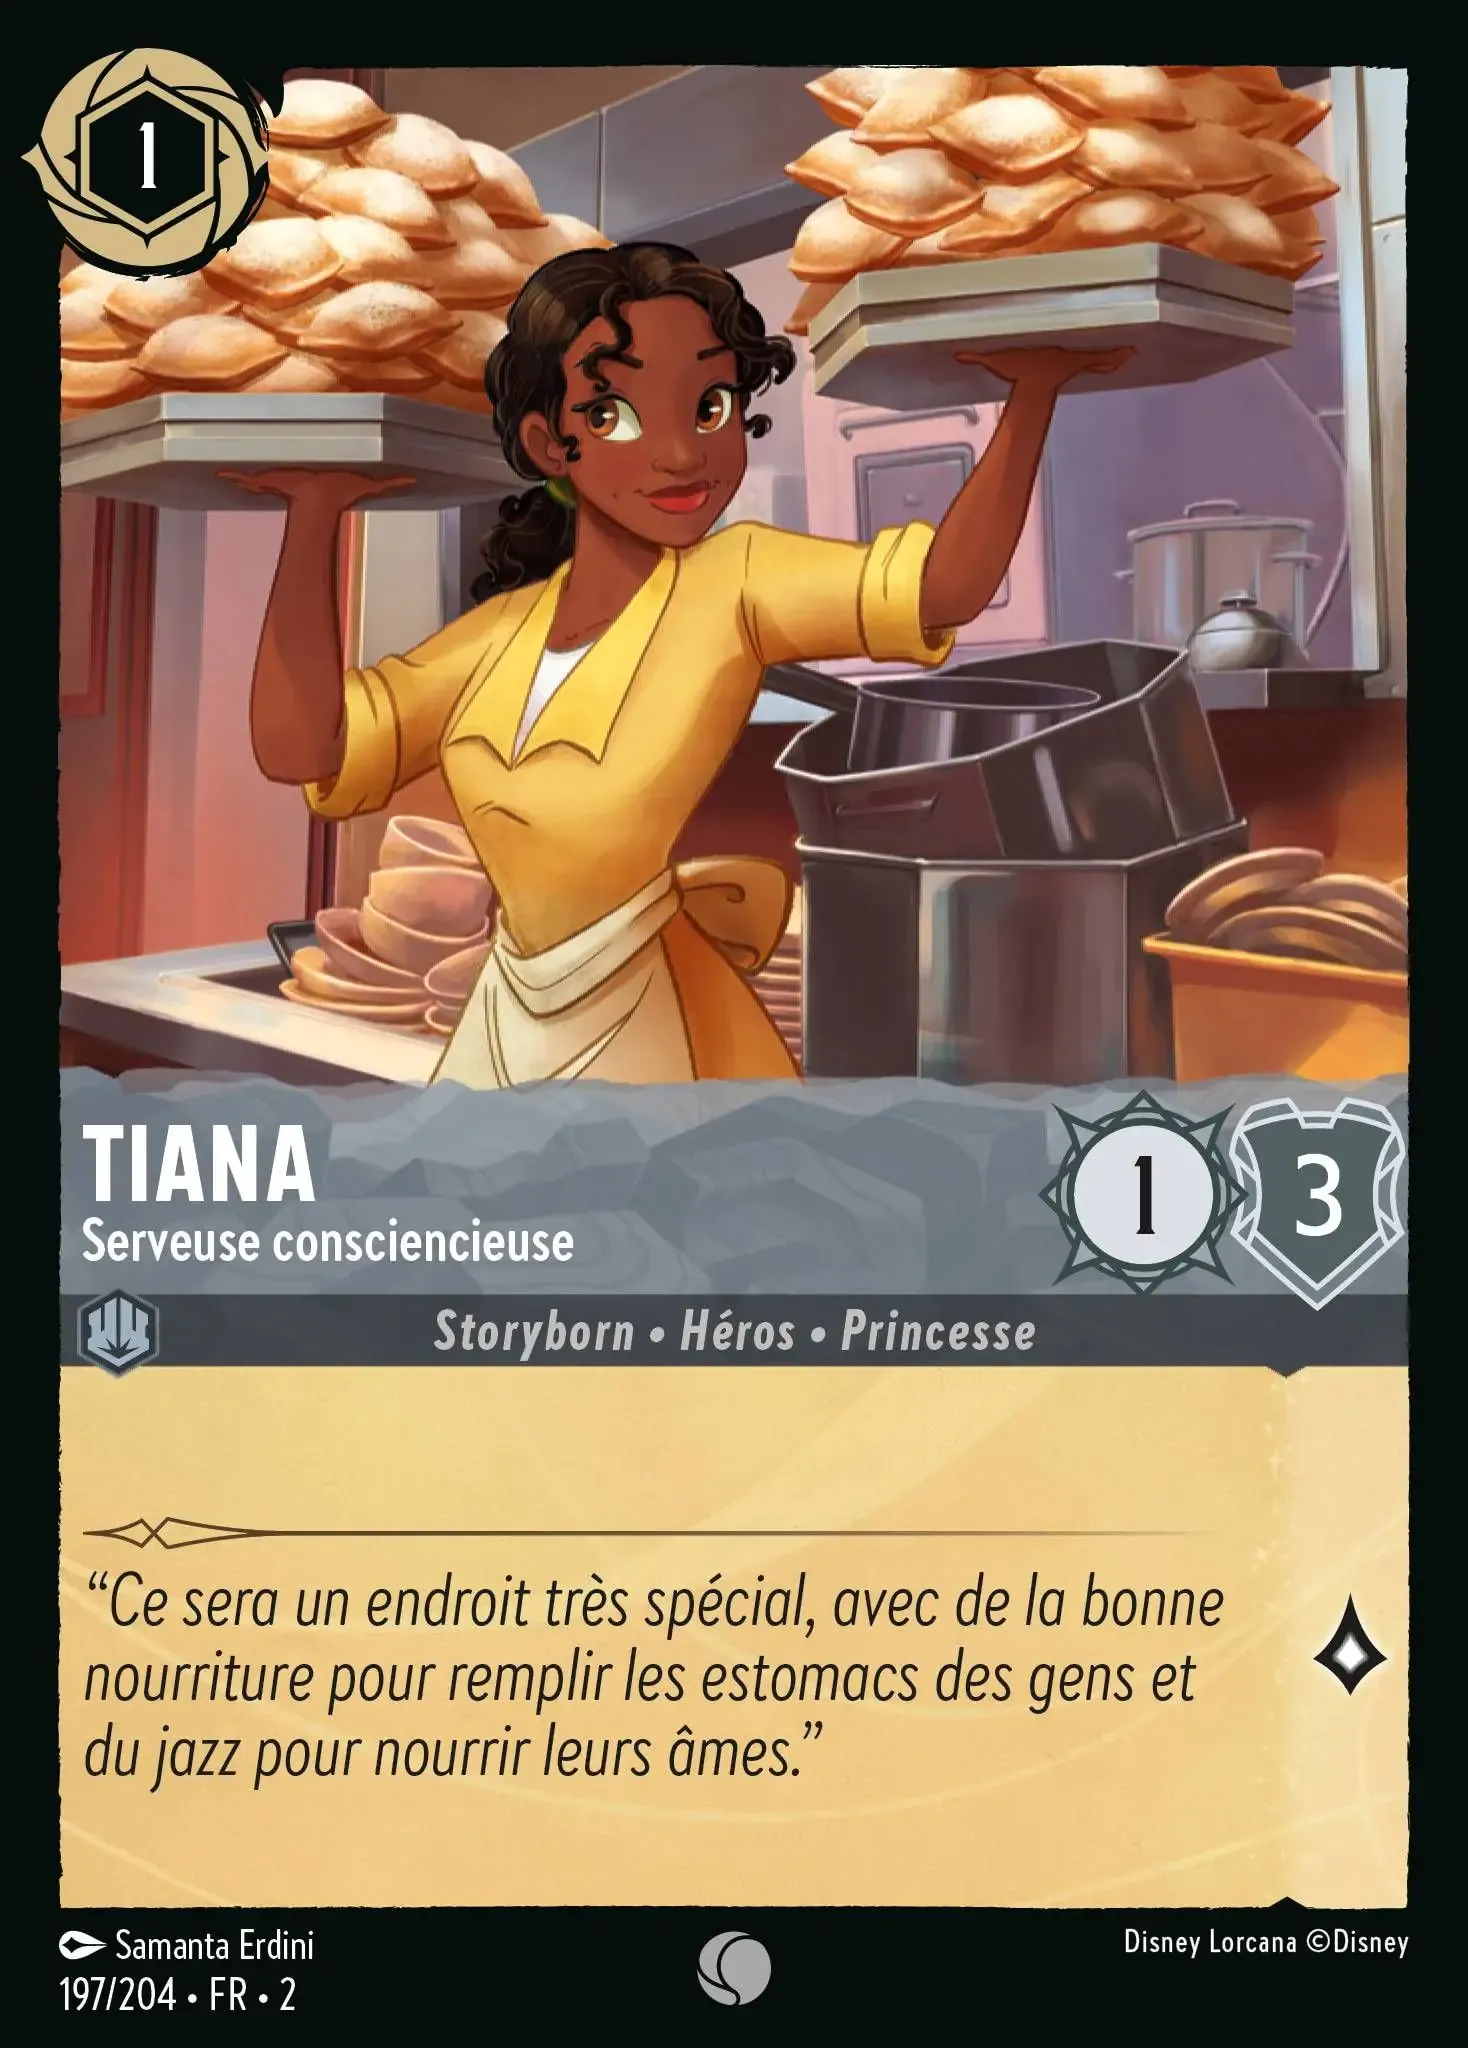 1
TIANA
Serveuse consciencieuse
1
3
Storyborn • Héros • Princesse
“Ce sera un endroit très spécial, avec de la bonne
nourriture pour remplir les estomacs des gens et
du jazz pour nourrir leurs âmes.”
Samanta Erdini
Disney Lorcana ©Disney
197/204 • FR • 2